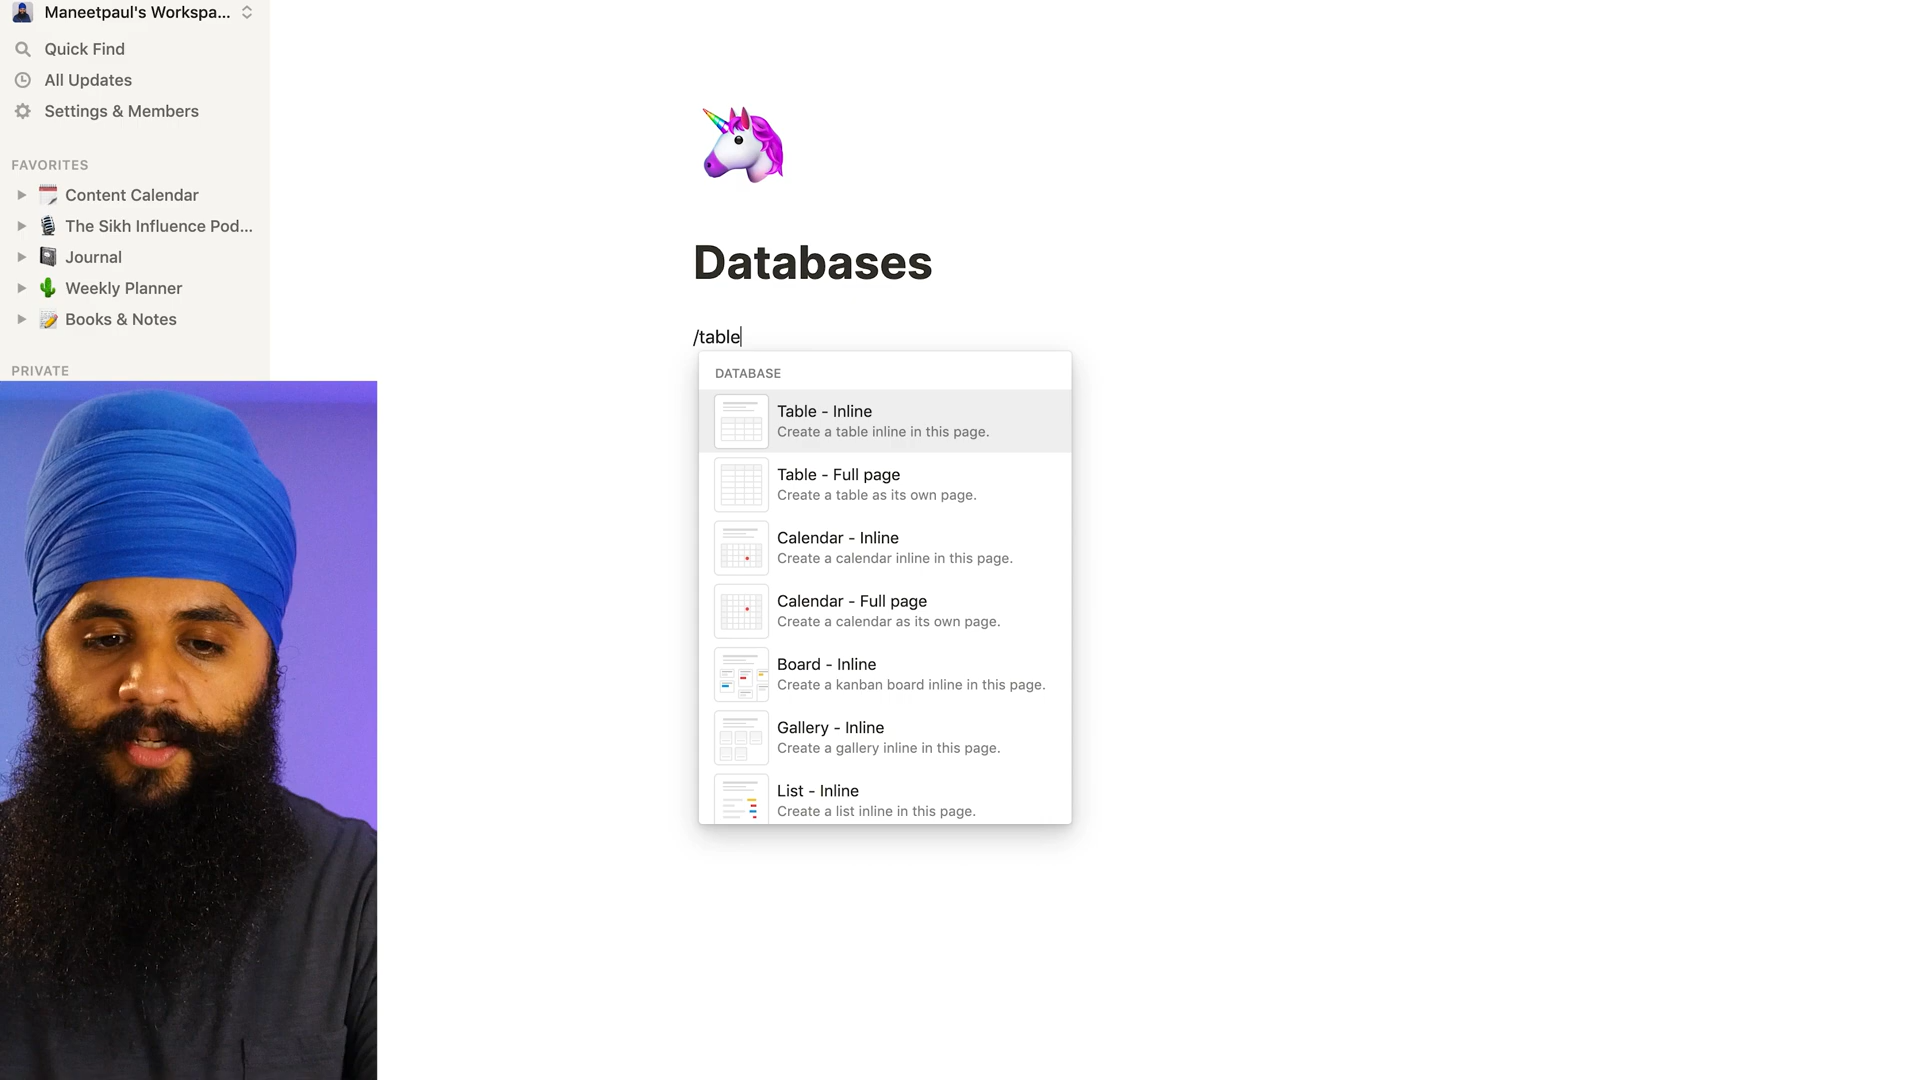 Maneetpaul's Workspa...
Quick Find
All Updates
Settings & Members
FAVORITES
Content Calendar
The Sikh Influence Pod...
Journal
Weekly Planner
Books & Notes
PRIVATE
Databases
/table
DATABASE
Table - Inline
Create a table inline in this page.
Table - Full page
Create a table as its own page.
Calendar - Inline
Create a calendar inline in this page.
Calendar - Full page
Create a calendar as its own page.
Board - Inline
Create a kanban board inline in this page.
Gallery - Inline
Create a gallery inline in this page.
List - Inline
Create a list inline in this page.